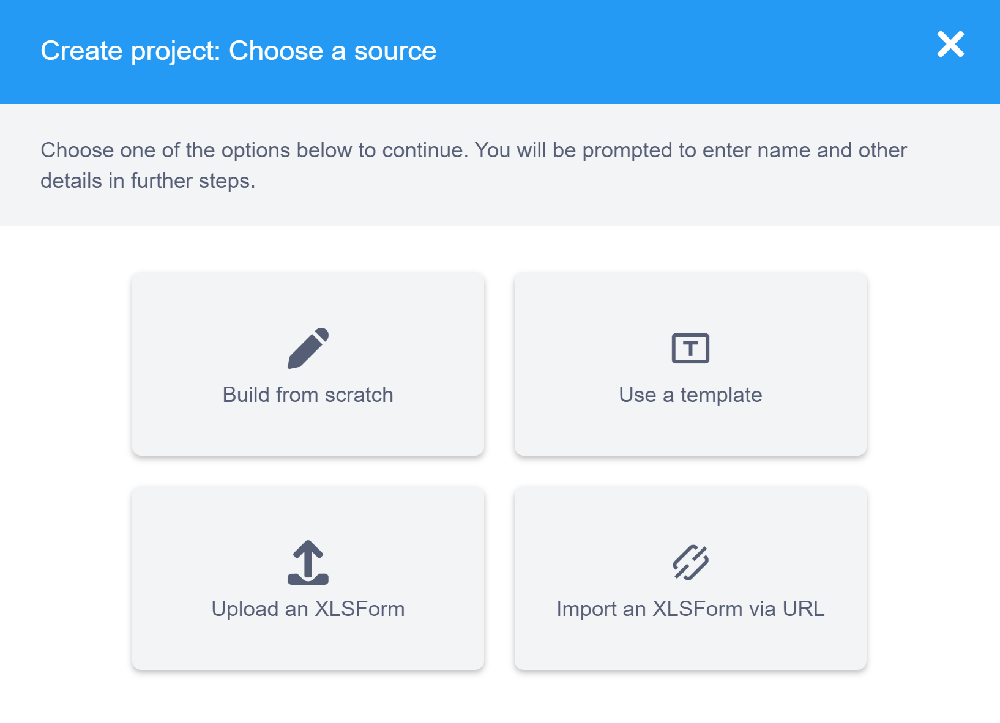 Create project: Choose a source
Choose one of the options below to continue. You will be prompted to enter name and other
details in further steps.
Build from scratch
T
Use a template
Upload an XLSForm
Import an XLSForm via URL